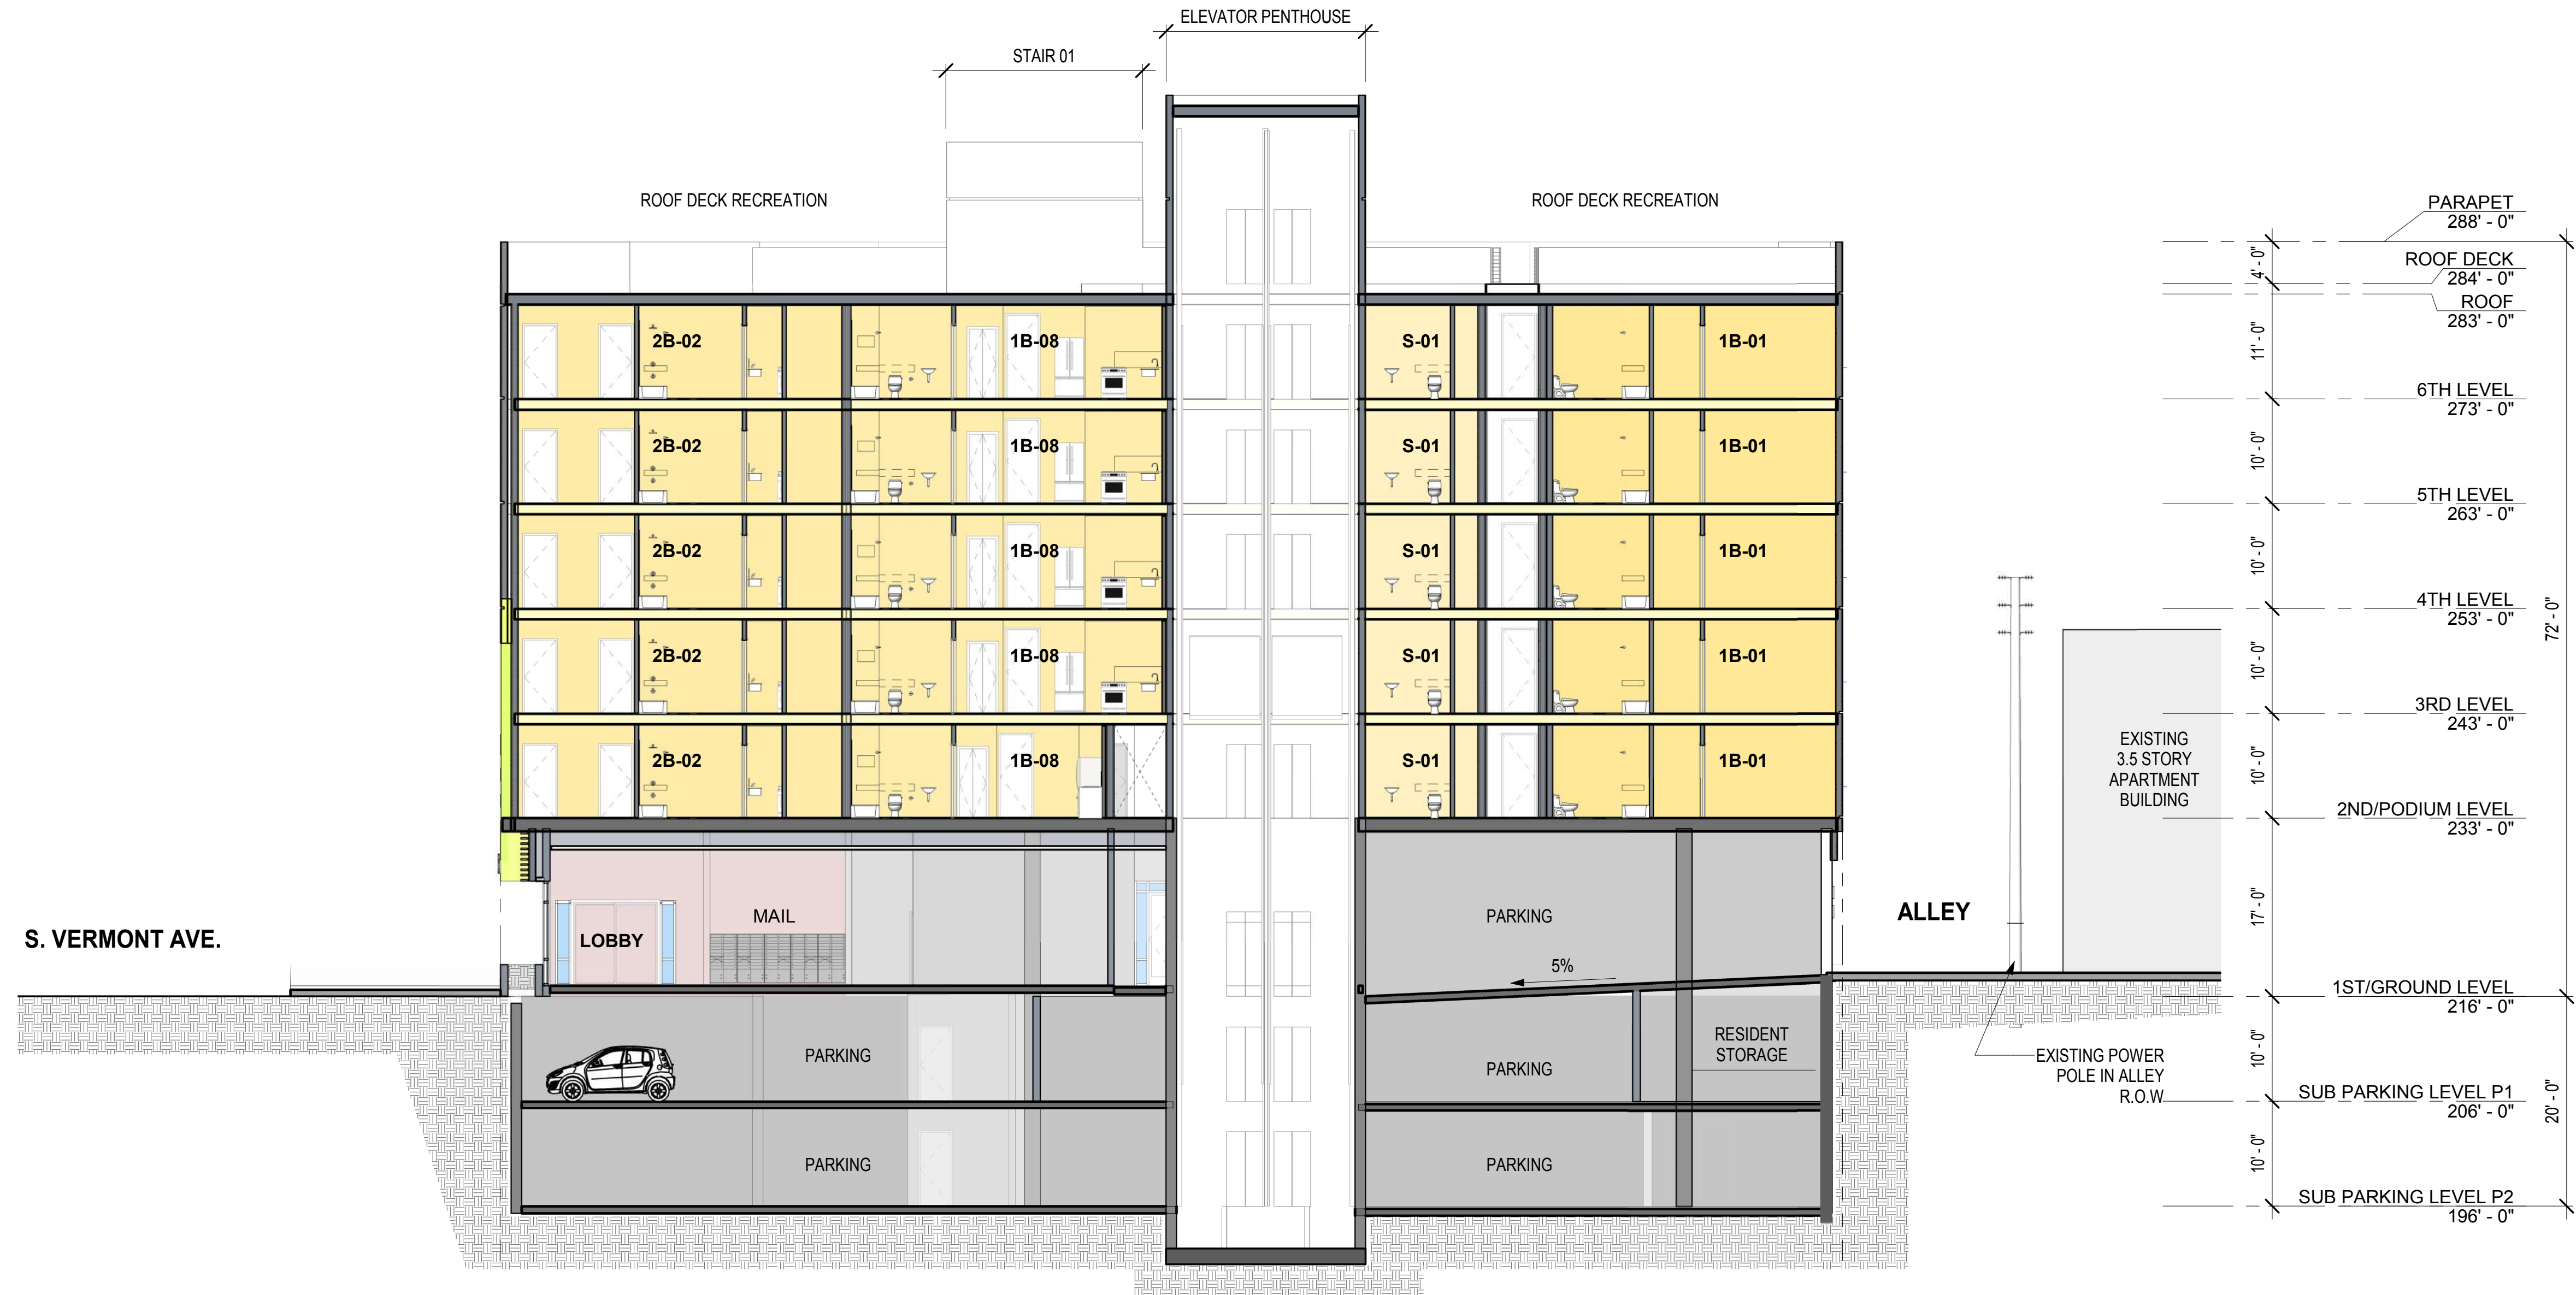 ELEVATOR PENTHOUSE
STAIR 01
ROOF DECK RECREATION
ROOF DECK RECREATION
PARAPET
288' - 0"
4' - 0"
ROOF DECK
284' - 0"
ROOF
283' - 0"
2B-02
1B-08
S-01
1B-01
11' - 0"
6TH LEVEL
273' - 0"
2B-02
1B-08
S-01
1B-01
10' - 0"
5TH LEVEL
263' - 0"
2B-02
1B-08
S-01
1B-01
10' - 0"
4TH LEVEL
253' - 0"
72' - 0"
2B-02
1B-08
S-01
1B-01
10' - 0"
3RD LEVEL
243' - 0"
2B-02
1B-08
S-01
1B-01
EXISTING
3.5 STORY
APARTMENT
BUILDING
10' - 0"
2ND/PODIUM LEVEL
233' - 0"
S. VERMONT AVE.
LOBBY
MAIL
PARKING
5%
ALLEY
17' - 0"
1ST/GROUND LEVEL
216' - 0"
PARKING
PARKING
RESIDENT
STORAGE
EXISTING POWER
POLE IN ALLEY
R.O.W
10' - 0"
SUB PARKING LEVEL P1
206' - 0"
20' - 0"
PARKING
PARKING
10' - 0"
SUB PARKING LEVEL P2
196' - 0"